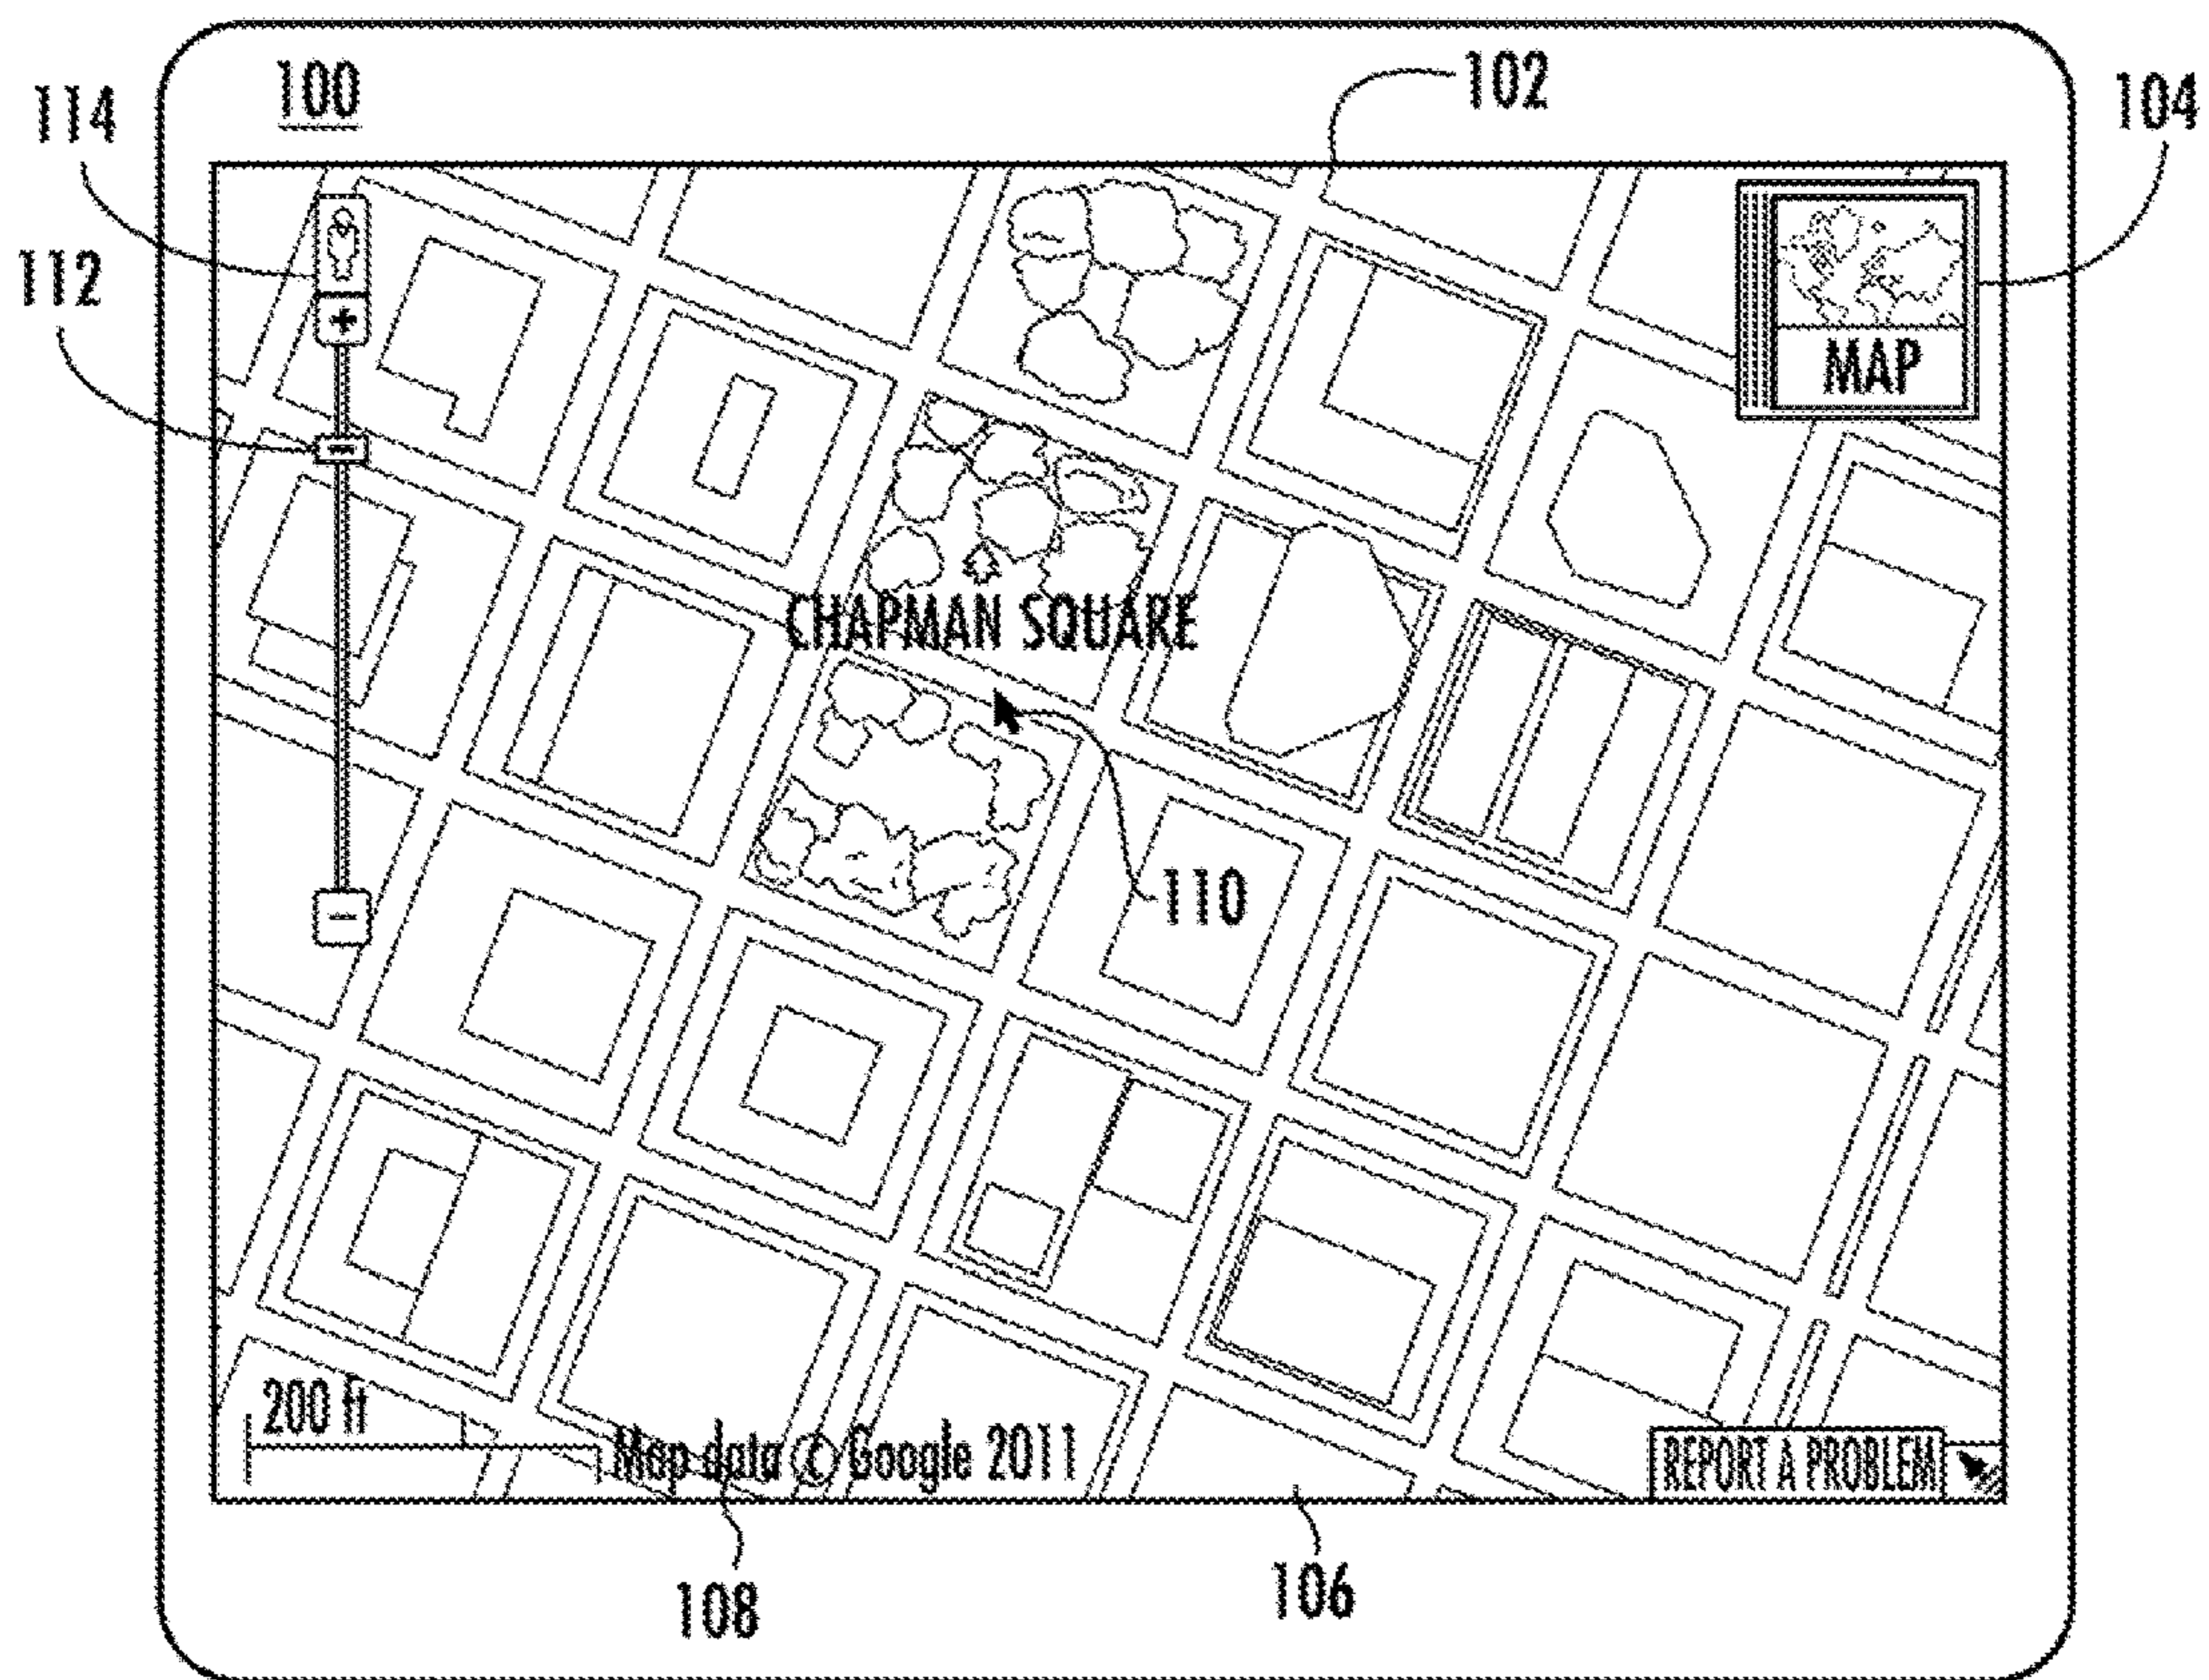 100
102
104
114
112
+
MAP
CHAPMAN SQUARE
110
200 ft
Map data © Google 2011
REPORT A PROBLEM
108
106